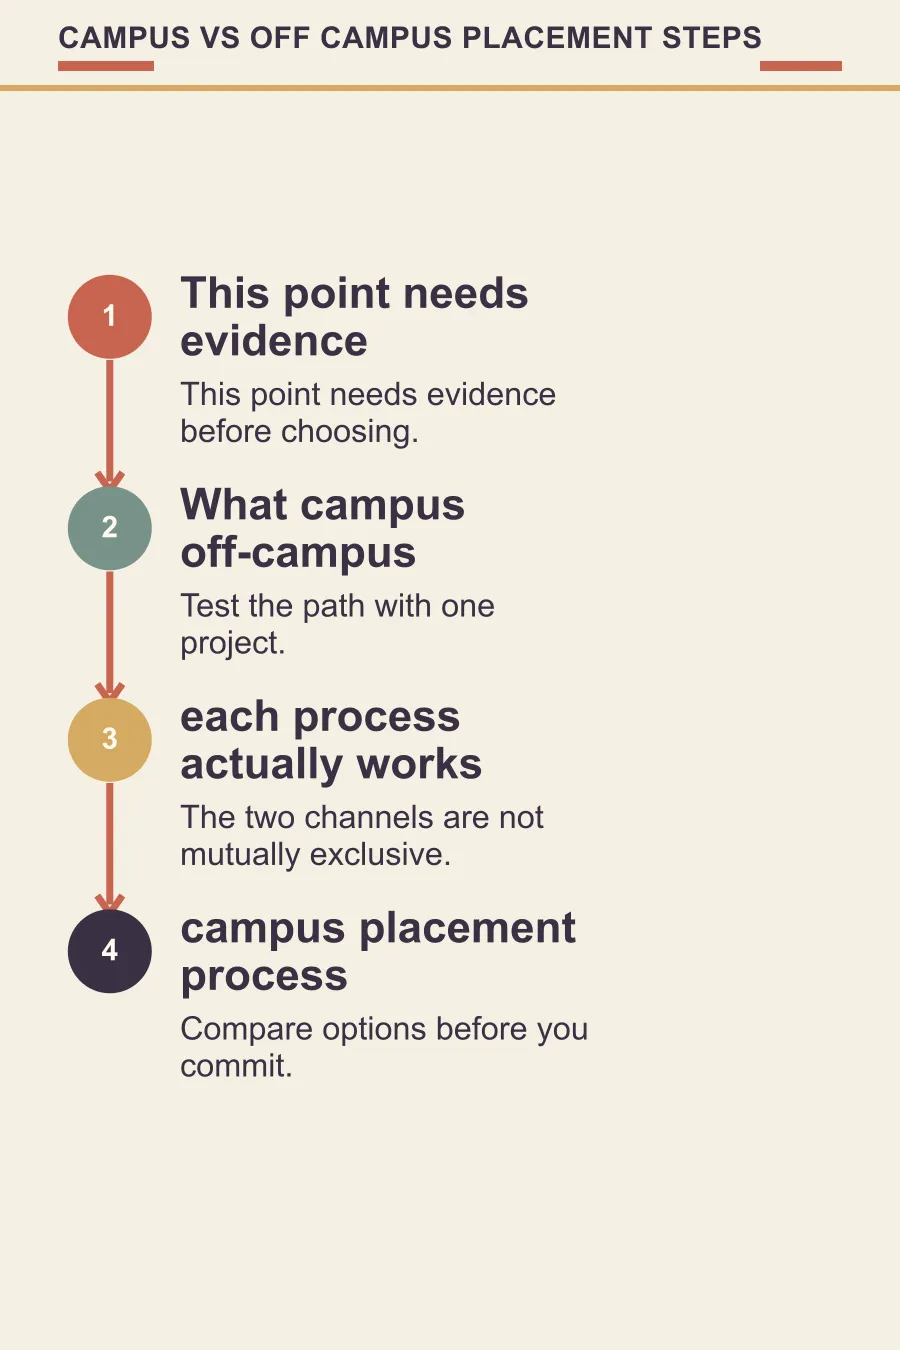 CAMPUS VS OFF CAMPUS PLACEMENT STEPS
1
This point needs
evidence
This point needs evidence
before choosing.
2
What campus
off-campus
Test the path with one
project.
3
each process
actually works
The two channels are not
mutually exclusive.
4
campus placement
process
Compare options before you
commit.